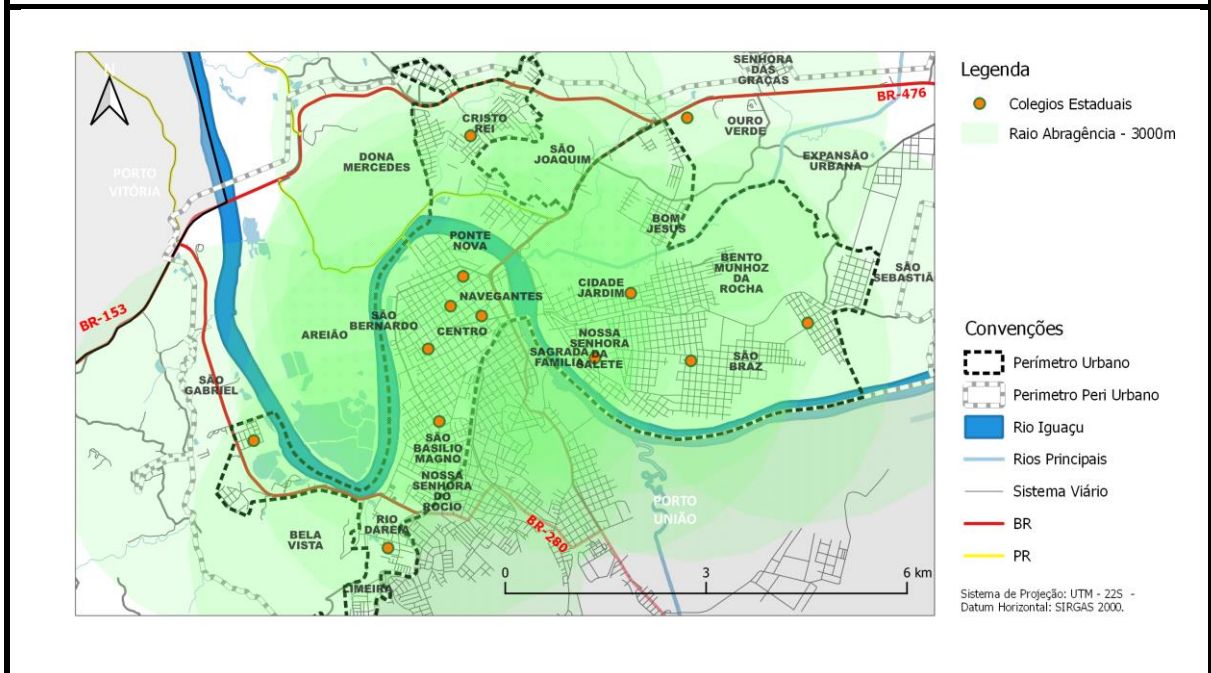 N
SENHORA
DAS
GRAÇAS
BR-476
CRISTO
REI
OURO
VERDE
DONA
MERCEDES
SÃO
JOAQUIM
EXPANSÃO
URBANA
PORTO
VITÓRIA
BOM
JESUS
PONTE
NOVA
BENTO
MUNHOZ
DA
ROCHA
SÃO
SEBASTIÃ
CIDADE
JARDIM
NAVEGANTES
SÃO
BERNARDO
CENTRO
AREIÃO
BR-153
NOSSA
SENHORA
DA
SALETE
SAGRADA
FAMILIA
SÃO
BRAZ
SÃO
GABRIEL
SÃO
BASILIO
MAGNO
NOSSA
SENHORA
DO
ROCIO
PORTO
UNIÃO
RIO
DAREIA
BR-280
BELA
VISTA
LIMEIRA
0 3 6 km
Legenda
Colegios Estaduais
Raio Abragência - 3000m
Convenções
Perímetro Urbano
Perimetro Peri Urbano
Rio Iguaçu
Rios Principais
Sistema Viário
BR
PR
Sistema de Projeção: UTM - 22S -
Datum Horizontal: SIRGAS 2000.